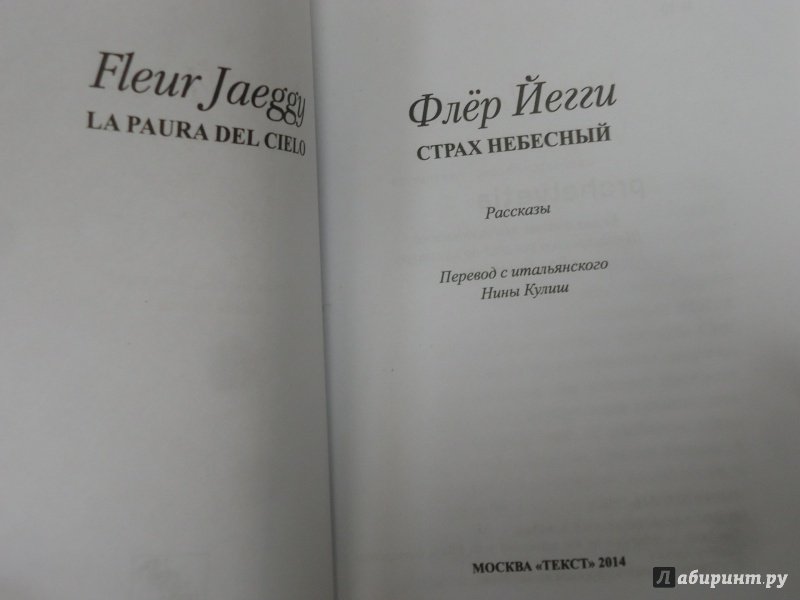 Fleur Jaeggy
LA PAURA DEL CIELO
Флёр Йегги
СТРАХ НЕБЕСНЫЙ
Рассказы
Перевод с итальянского
Нины Кулиш
МОСКВА «ТЕКСТ» 2014
Лабиринт.ру